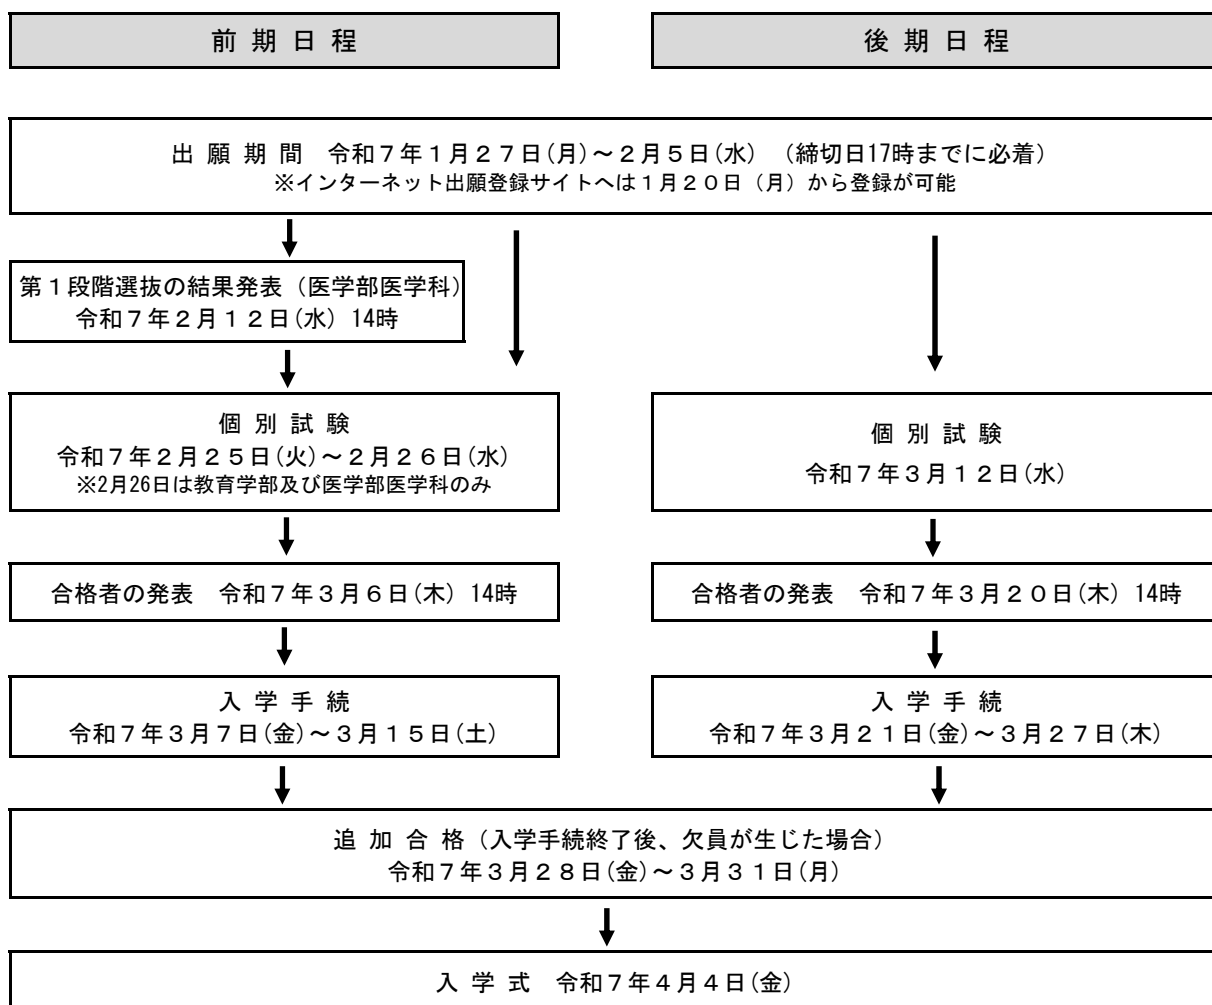 前 期 日 程
後 期 日 程
出 願 期 間　令和７年１月２７日(月)～２月５日(水)　(締切日17時までに必着)
※インターネット出願登録サイトへは１月２０日（月）から登録が可能
第１段階選抜の結果発表（医学部医学科）
令和７年２月１２日(水) 14時
個 別 試 験
令和７年２月２５日(火)～２月２６日(水)
※2月26日は教育学部及び医学部医学科のみ
個 別 試 験
令和７年３月１２日(水)
合格者の発表　令和７年３月６日(木) 14時
合格者の発表　令和７年３月２０日(木) 14時
入 学 手 続
令和７年３月７日(金)～３月１５日(土)
入 学 手 続
令和７年３月２１日(金)～３月２７日(木)
追 加 合 格（入学手続終了後、欠員が生じた場合）
令和７年３月２８日(金)～３月３１日(月)
入 学 式　令和７年４月４日(金)